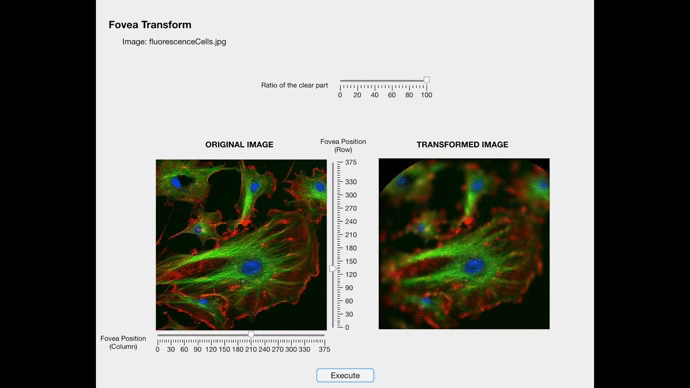 Fovea Transform
Image: fluorescenceCells.jpg
Ratio of the clear part
0 20 40 60 80 100
ORIGINAL IMAGE
Fovea Position
(Row)
TRANSFORMED IMAGE
375
330
300
270
240
210
180
150
120
90
60
30
0
Fovea Position
(Column)
0 30 60 90 120 150 180 210 240 270 300 330 375
Execute